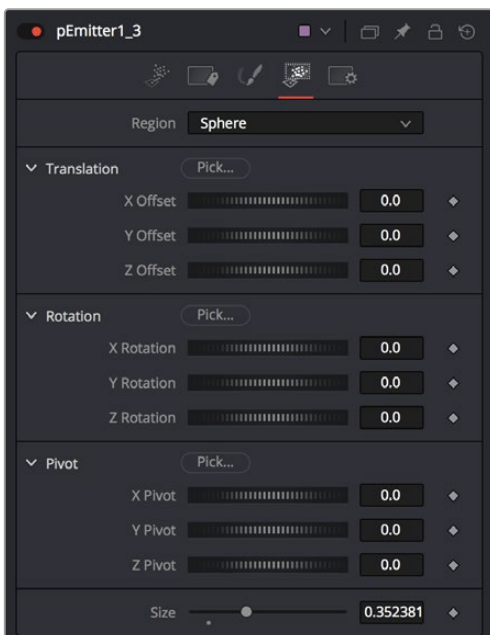 pEmitter1_3
Region Sphere
Translation Pick...
X Offset 0.0
Y Offset 0.0
Z Offset 0.0
Rotation Pick...
X Rotation 0.0
Y Rotation 0.0
Z Rotation 0.0
Pivot Pick...
X Pivot 0.0
Y Pivot 0.0
Z Pivot 0.0
Size 0.352381